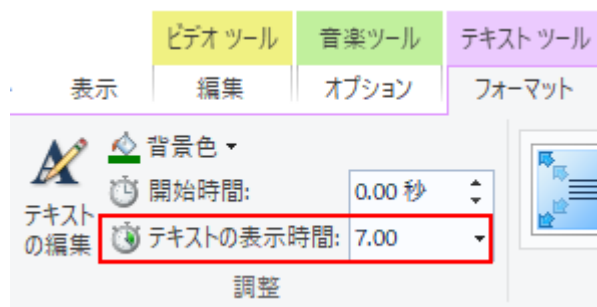 ビデオ ツール 音楽ツール テキスト ツール
表示 編集 オプション フォーマット
背景色
開始時間: 0.00 秒
テキスト
の編集
テキストの表示時間: 7.00
調整